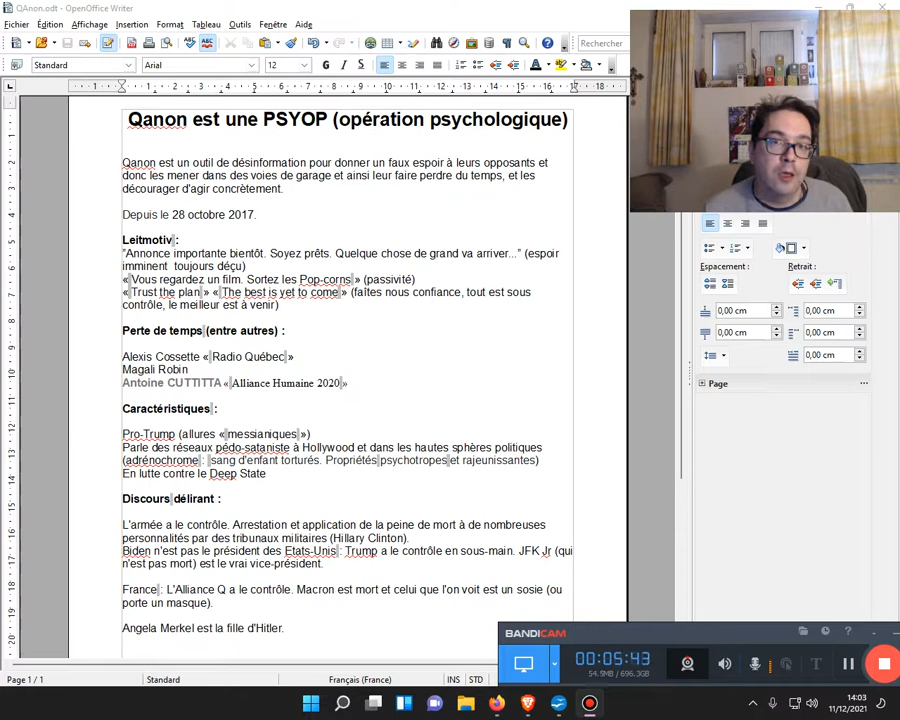 QAnon.odt - OpenOffice Writer
Fichier Édition Affichage Insertion Format Tableau Outils Fenêtre Aide
Rechercher
Standard Arial 12 G I S
Qanon est une PSYOP (opération psychologique)
Qanon est un outil de désinformation pour donner un faux espoir à leurs opposants et
donc les mener dans des voies de garage et ainsi leur faire perdre du temps, et les
décourager d'agir concrètement.
Depuis le 28 octobre 2017.
Leitmotiv :
"Annonce importante bientôt. Soyez prêts. Quelque chose de grand va arriver..." (espoir
imminent toujours déçu)
« Vous regardez un film. Sortez les Pop-corns » (passivité)
« Trust the plan » « The best is yet to come » (faîtes nous confiance, tout est sous
contrôle, le meilleur est à venir)
Perte de temps (entre autres) :
Alexis Cossette « Radio Québec »
Magali Robin
Antoine CUTTITTA « Alliance Humaine 2020 »
Caractéristiques :
Pro-Trump (allures « messianiques »)
Parle des réseaux pédo-sataniste à Hollywood et dans les hautes sphères politiques
(adrénochrome : sang d'enfant torturés. Propriétés psychotropes et rajeunissantes)
En lutte contre le Deep State
Discours délirant :
L'armée a le contrôle. Arrestation et application de la peine de mort à de nombreuses
personnalités par des tribunaux militaires (Hillary Clinton).
Biden n'est pas le président des Etats-Unis : Trump a le contrôle en sous-main. JFK Jr (qui
n'est pas mort) est le vrai vice-président.
France : L'Alliance Q a le contrôle. Macron est mort et celui que l'on voit est un sosie (ou
porte un masque).
Angela Merkel est la fille d'Hitler.
Espacement : Retrait :
0,00 cm 0,00 cm
0,00 cm 0,00 cm
0,00 cm
Page
BANDICAM
00:05:43
54.5MB / 696.3GB
Page 1 / 1 Standard Français (France) INS STD
14:03
11/12/2021